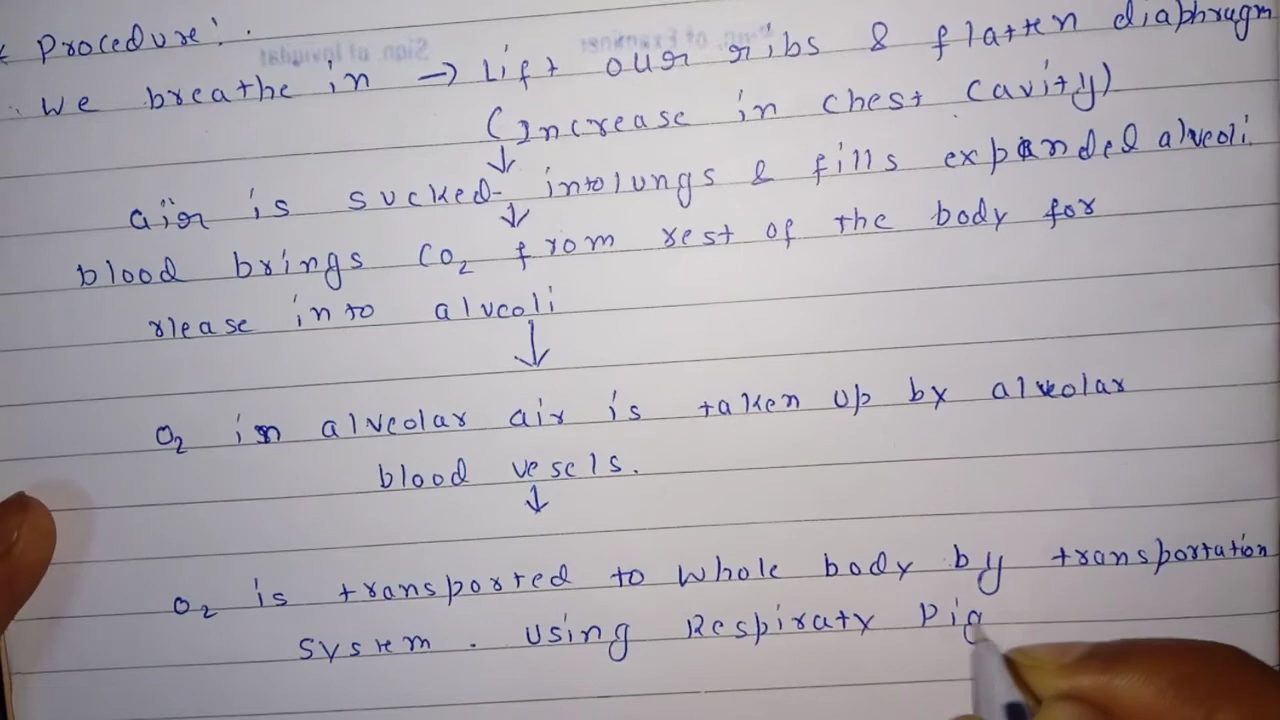 Procedure:
we breathe in → Lift our ribs & flatten diaphragm
(Increase in chest cavity)
↓
air is sucked into lungs & fills expanded alveoli.
↓
blood brings CO₂ from rest of the body for
rlease into alveoli
↓
O₂ in alveolar air is taken up by alveolar
blood vesels.
↓
O₂ is transported to whole body by transportation
system. Using Respiraty Pig